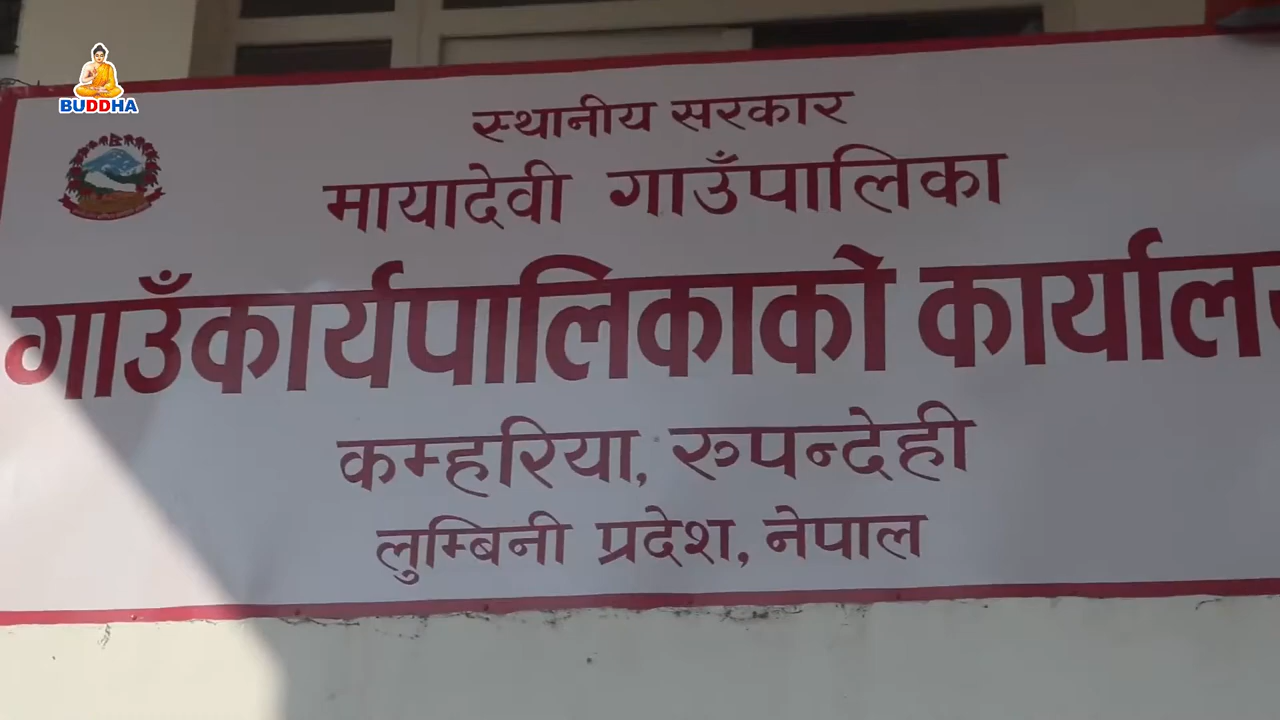 BUDDHA
स्थानीय सरकार
मायादेवी गाउँपालिका
गाउँकार्यपालिकाको
कम्हरिया, रुपन्देही
लुम्बिनी प्रदेश, नेपाल